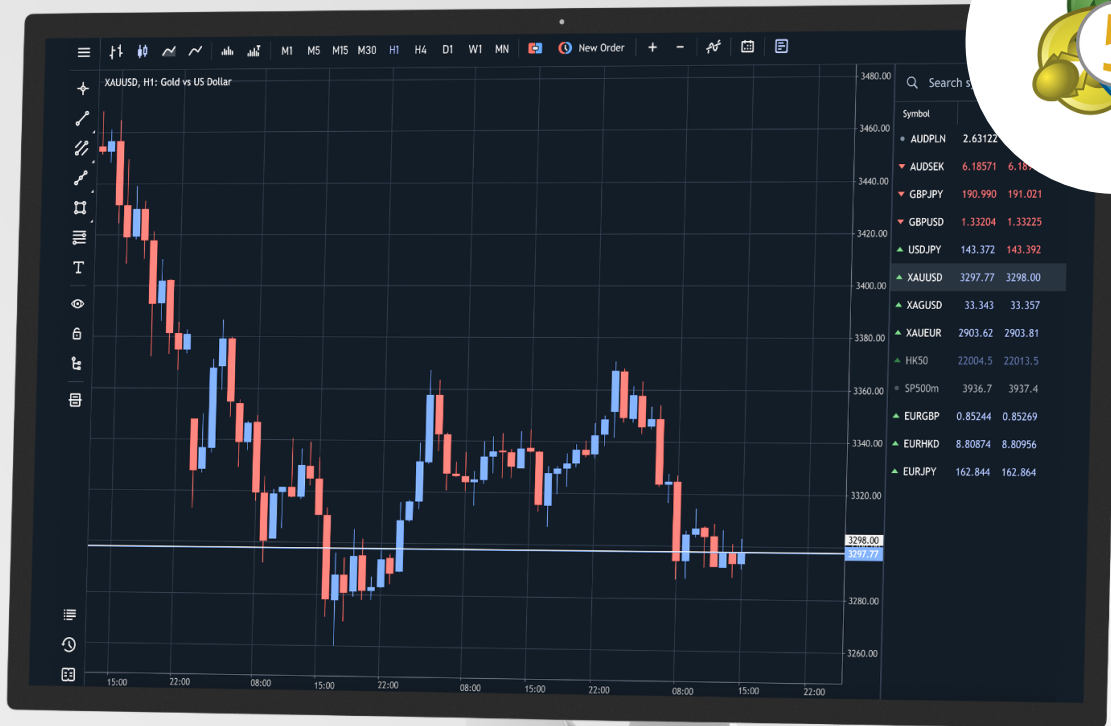 M1 M5 M15 M30 H1 H4 D1 W1 MN New Order
XAUUSD, H1: Gold vs US Dollar
T
3480.00
3460.00
3440.00
3420.00
3400.00
3380.00
3360.00
3340.00
3320.00
3298.00
3297.77
3280.00
3260.00
15:00 22:00 08:00 15:00 22:00 08:00 15:00 22:00 08:00 15:00 22:00
Search
Symbol
AUDPLN 2.63122
AUDSEK 6.18571
GBPJPY 190.990 191.021
GBPUSD 1.33204 1.33225
USDJPY 143.372 143.392
XAUUSD 3297.77 3298.00
XAGUSD 33.343 33.357
XAUEUR 2903.62 2903.81
HK50 22004.5 22013.5
SP500m 3936.7 3937.4
EURGBP 0.85244 0.85269
EURHKD 8.80874 8.80956
EURJPY 162.844 162.864